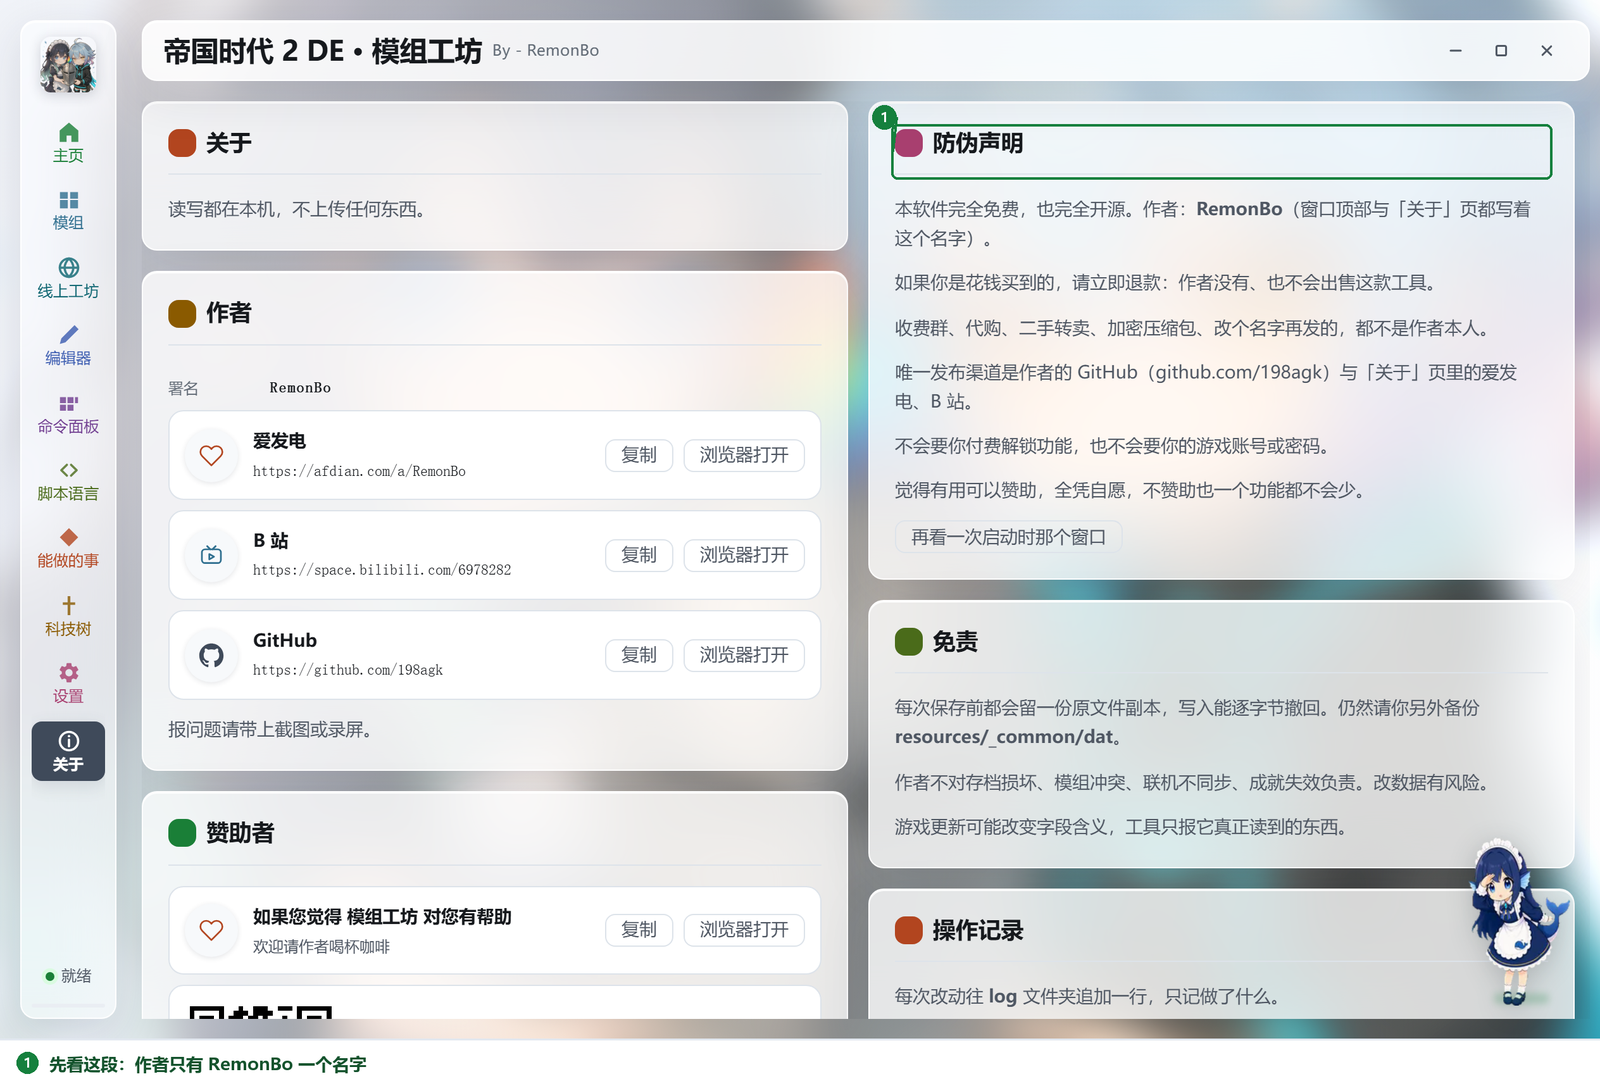 帝国时代 2 DE • 模组工坊 By - RemonBo
主页
模组
线上工坊
编辑器
命令面板
脚本语言
能做的事
科技树
设置
关于
就绪
关于
读写都在本机，不上传任何东西。
作者
署名 RemonBo
爱发电
https://afdian.com/a/RemonBo
复制 浏览器打开
B 站
https://space.bilibili.com/6978282
复制 浏览器打开
GitHub
https://github.com/198agk
复制 浏览器打开
报问题请带上截图或录屏。
赞助者
如果您觉得 模组工坊 对您有帮助
欢迎请作者喝杯咖啡
复制 浏览器打开
1
防伪声明
本软件完全免费，也完全开源。作者：RemonBo（窗口顶部与「关于」页都写着
这个名字）。
如果你是花钱买到的，请立即退款：作者没有、也不会出售这款工具。
收费群、代购、二手转卖、加密压缩包、改个名字再发的，都不是作者本人。
唯一发布渠道是作者的 GitHub（github.com/198agk）与「关于」页里的爱发
电、B 站。
不会要你付费解锁功能，也不会要你的游戏账号或密码。
觉得有用可以赞助，全凭自愿，不赞助也一个功能都不会少。
再看一次启动时那个窗口
免责
每次保存前都会留一份原文件副本，写入能逐字节撤回。仍然请你另外备份
resources/_common/dat。
作者不对存档损坏、模组冲突、联机不同步、成就失效负责。改数据有风险。
游戏更新可能改变字段含义，工具只报它真正读到的东西。
操作记录
每次改动往 log 文件夹追加一行，只记做了什么。
1 先看这段：作者只有 RemonBo 一个名字